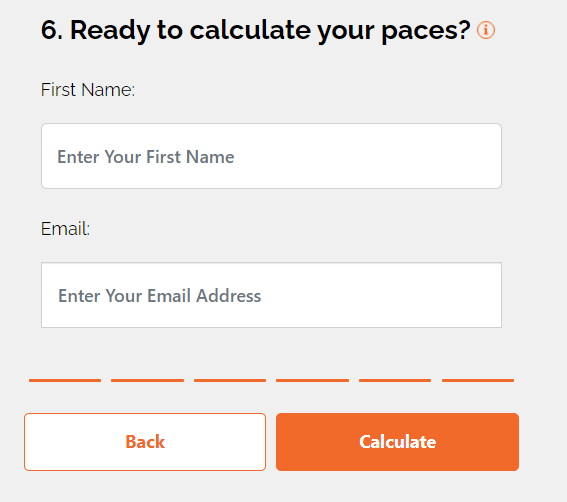 6. Ready to calculate your paces? i
First Name:
Enter Your First Name
Email:
Enter Your Email Address
Back Calculate